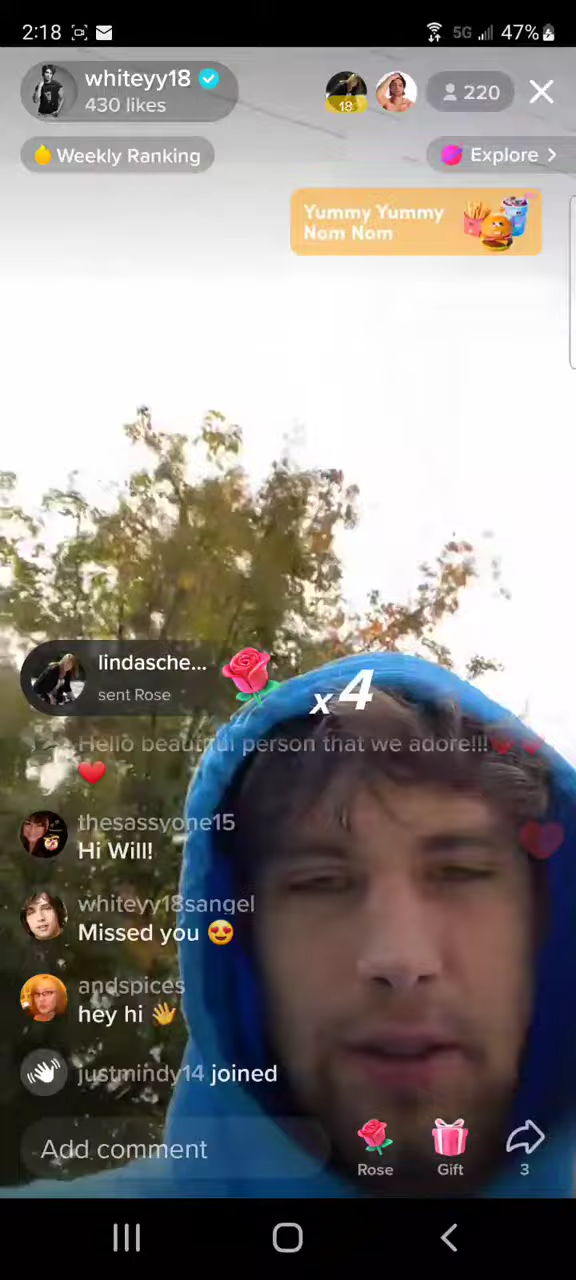 2:18
5G
47%
whiteyy18
430 likes
18
220
Weekly Ranking
Explore >
Yummy Yummy
Nom Nom
lindasche...
sent Rose
x4
Hello beautiful person that we adore!!!❤️❤️
❤️
thesassyone15
Hi Will!
whiteyy18sangel
Missed you 😍
andspices
hey hi 👋
justmindy14 joined
Add comment
Rose
Gift
3